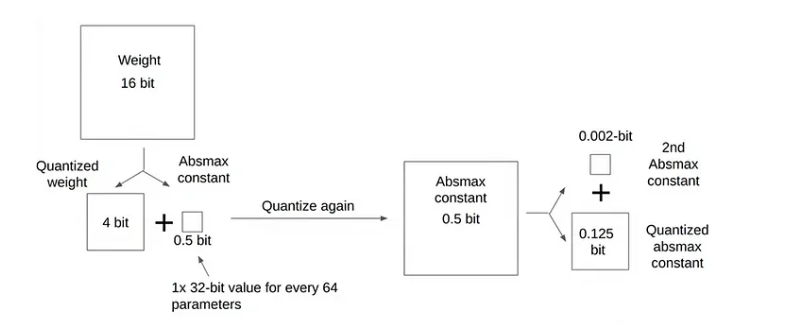 Weight
16 bit
Quantized
weight
Absmax
constant
4 bit
+
0.5 bit
1x 32-bit value for every 64
parameters
Quantize again
Absmax
constant
0.5 bit
0.002-bit
2nd
Absmax
constant
+
0.125
bit
Quantized
absmax
constant